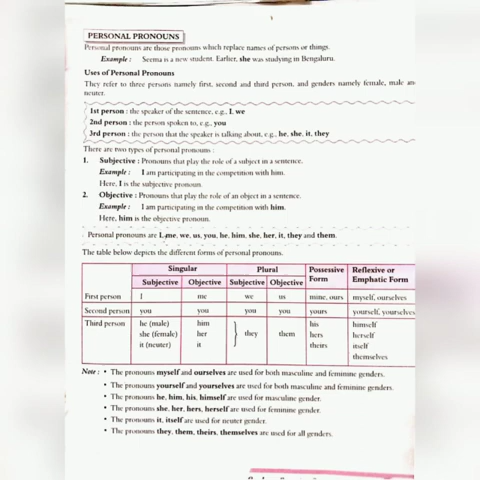 PERSONAL PRONOUNS
Personal pronouns are those pronouns which replace names of persons or things.
Example : Seema is a new student. Earlier, she was studying in Bengaluru.
Uses of Personal Pronouns
They refer to three persons namely first, second and third person, and genders namely female, male an
neuter.
1st person : the speaker of the sentence, e.g., I, we
2nd person : the person spoken to, e.g., you
3rd person : the person that the speaker is talking about, e.g., he, she, it, they
There are two types of personal pronouns :
1. Subjective : Pronouns that play the role of a subject in a sentence.
Example : I am participating in the competition with him.
Here, I is the subjective pronoun.
2. Objective : Pronouns that play the role of an object in a sentence.
Example : I am participating in the competition with him.
Here, him is the objective pronoun.
Personal pronouns are I, me, we, us, you, he, him, she, her, it, they and them.
The table below depicts the different forms of personal pronouns.
Singular Plural Possessive Form Reflexive or Emphatic Form
Subjective Objective Subjective Objective
First person I me we us mine, ours myself, ourselves
Second person you you you you yours yourself, yourselves
Third person he (male) him his himself
she (female) her they them hers herself
it (neuter) it theirs itself
themselves
Note : • The pronouns myself and ourselves are used for both masculine and feminine genders.
• The pronouns yourself and yourselves are used for both masculine and feminine genders.
• The pronouns he, him, his, himself are used for masculine gender.
• The pronouns she, her, hers, herself are used for feminine gender.
• The pronouns it, itself are used for neuter gender.
• The pronouns they, them, theirs, themselves are used for all genders.